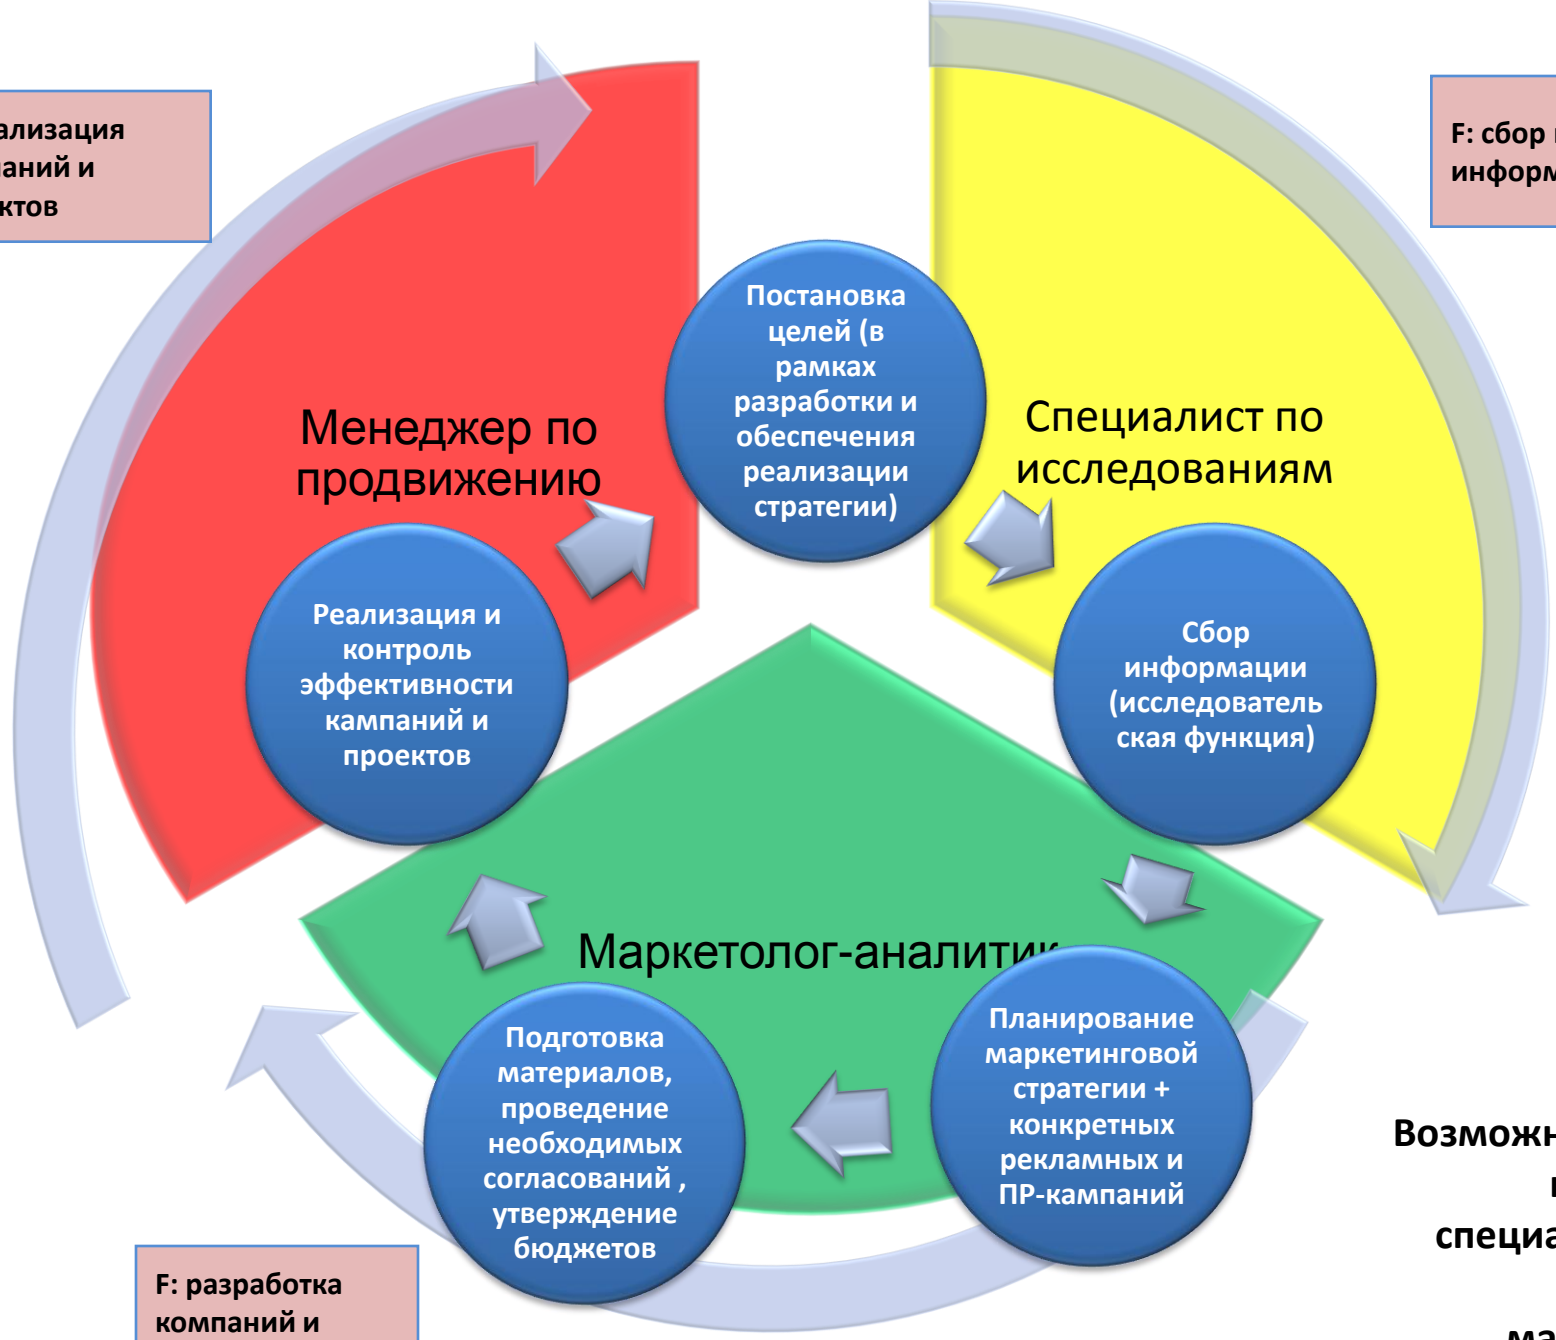 F: сбор
информ
Постановка
целей (в
рамках
разработки и
обеспечения
реализации
стратегии)
Менеджер по
продвижению
Специалист по
исследованиям
Реализация и
контроль
эффективности
кампаний и
проектов
Сбор
информации
(исследователь
ская функция)
Маркетолог-аналитик
Планирование
маркетинговой
стратегии +
конкретных
рекламных и
ПР-кампаний
Подготовка
материалов,
проведение
необходимых
согласований ,
утверждение
бюджетов
F: разработка
компаний и
ализация
аний и
ктов
Возможн
специа